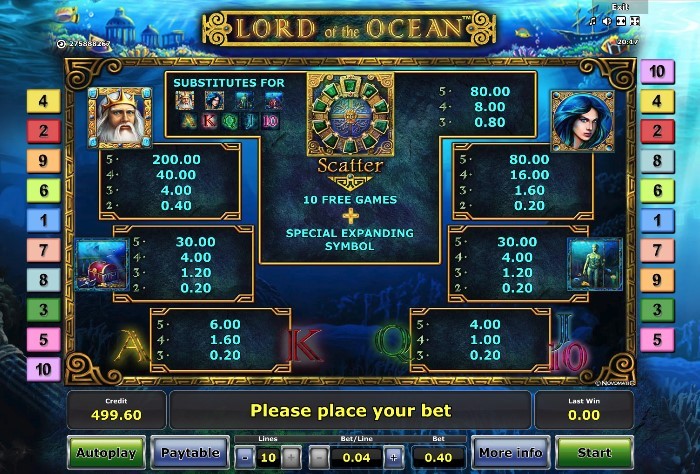 Exit
LORD of the OCEAN™
275888267
20:17
SUBSTITUTES FOR
A K Q J 10
Scatter
10 FREE GAMES
+
SPECIAL EXPANDING
SYMBOL
5- 80.00
4- 8.00
3- 0.80
5- 200.00
4- 40.00
3- 4.00
2- 0.40
5- 80.00
4- 16.00
3- 1.60
2- 0.20
5- 30.00
4- 4.00
3- 1.20
2- 0.20
5- 30.00
4- 4.00
3- 1.20
2- 0.20
A K Q J 10
5- 6.00
4- 1.60
3- 0.20
5- 4.00
4- 1.00
3- 0.20
4
2
9
6
1
7
8
3
5
10
10
4
2
8
6
1
7
9
3
5
© NOVOMATIC
Credit
499.60
Please place your bet
Last Win
0.00
Autoplay
Paytable
Lines
- 10 +
Bet/Line
- 0.04 +
Bet
0.40
More info
Start